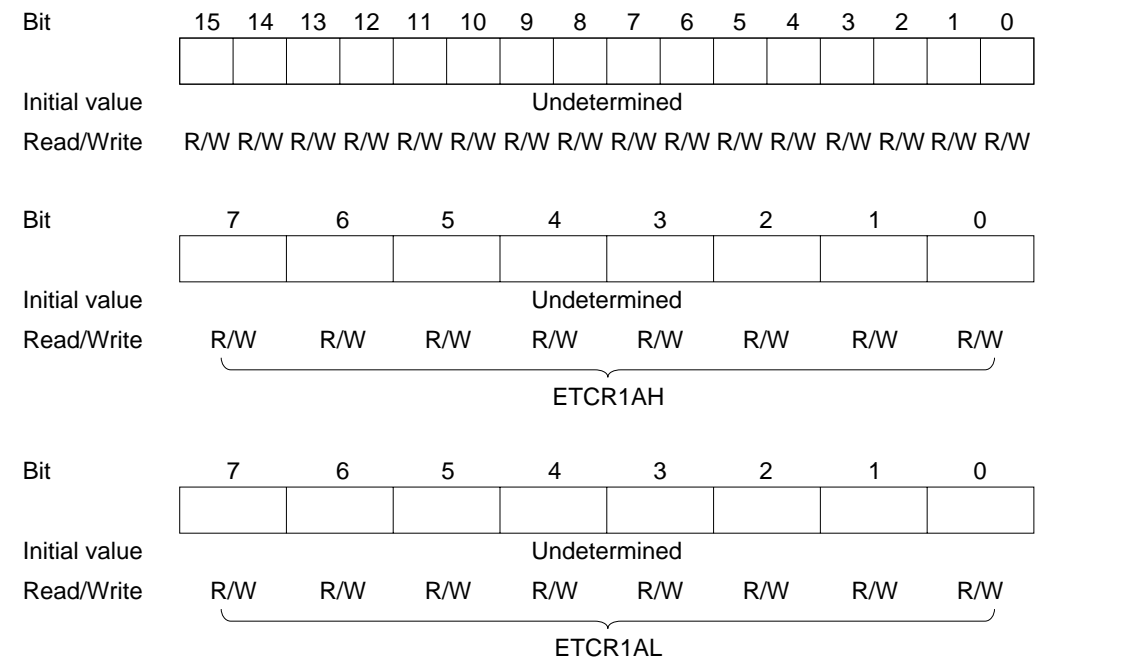 Bit 15 14 13 12 11 10 9 8 7 6 5 4 3 2 1 0
Initial value Undetermined
Read/Write R/W R/W R/W R/W R/W R/W R/W R/W R/W R/W R/W R/W R/W R/W R/W R/W
Bit 7 6 5 4 3 2 1 0
Initial value Undetermined
Read/Write R/W R/W R/W R/W R/W R/W R/W R/W
ETCR1AH
Bit 7 6 5 4 3 2 1 0
Initial value Undetermined
Read/Write R/W R/W R/W R/W R/W R/W R/W R/W
ETCR1AL